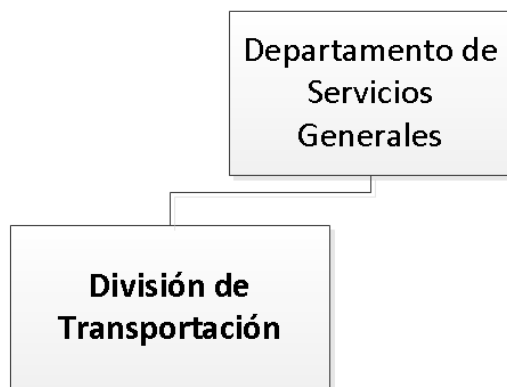 Departamento de
Servicios
Generales
División de
Transportación